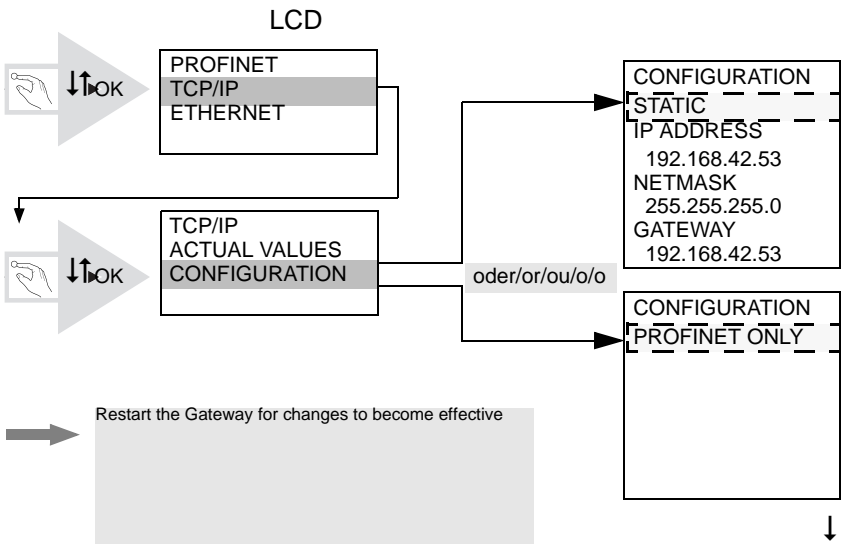 LCD
OK
PROFINET
TCP/IP
ETHERNET
OK
TCP/IP
ACTUAL VALUES
CONFIGURATION
oder/or/ou/o/o
CONFIGURATION
STATIC
IP ADDRESS
192.168.42.53
NETMASK
255.255.255.0
GATEWAY
192.168.42.53
CONFIGURATION
PROFINET ONLY
Restart the Gateway for changes to become effective